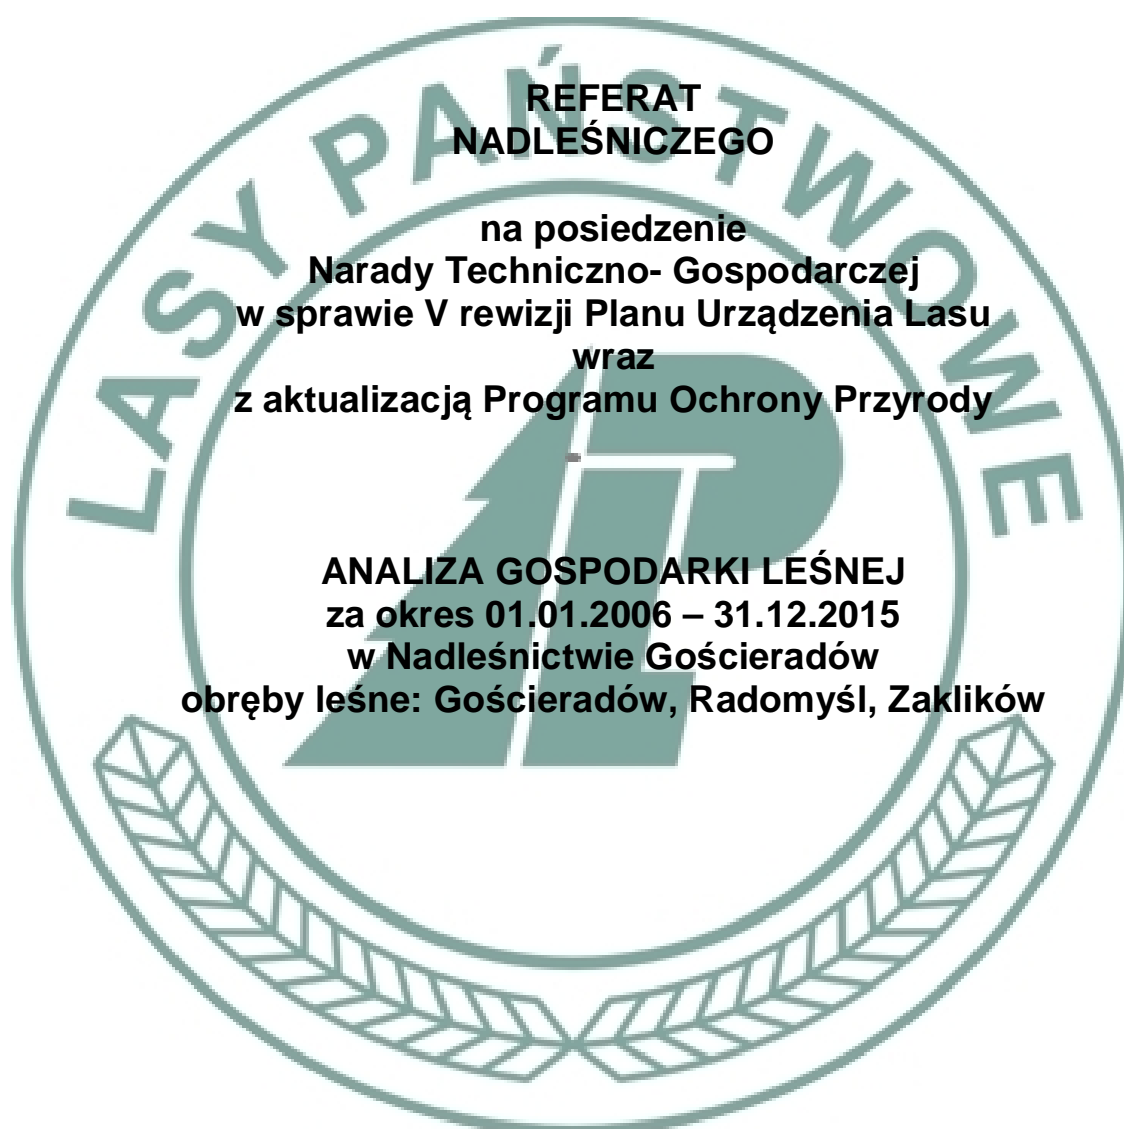 LASY PAŃSTWOWE
REFERAT
NADLEŚNICZEGO
na posiedzenie
Narady Techniczno- Gospodarczej
w sprawie V rewizji Planu Urządzenia Lasu
wraz
z aktualizacją Programu Ochrony Przyrody
ANALIZA GOSPODARKI LEŚNEJ
za okres 01.01.2006 – 31.12.2015
w Nadleśnictwie Gościeradów
obręby leśne: Gościeradów, Radomyśl, Zaklików